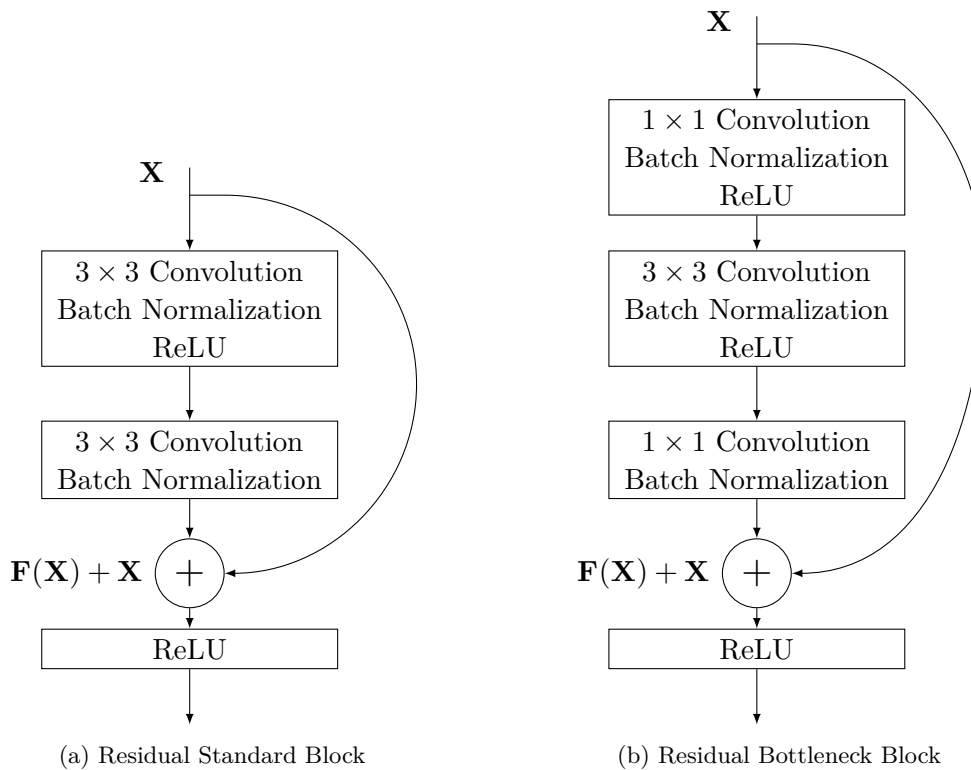 X
3 × 3 Convolution
Batch Normalization
ReLU
3 × 3 Convolution
Batch Normalization
F(X) + X
+
ReLU
(a) Residual Standard Block
X
1 × 1 Convolution
Batch Normalization
ReLU
3 × 3 Convolution
Batch Normalization
ReLU
1 × 1 Convolution
Batch Normalization
F(X) + X
+
ReLU
(b) Residual Bottleneck Block